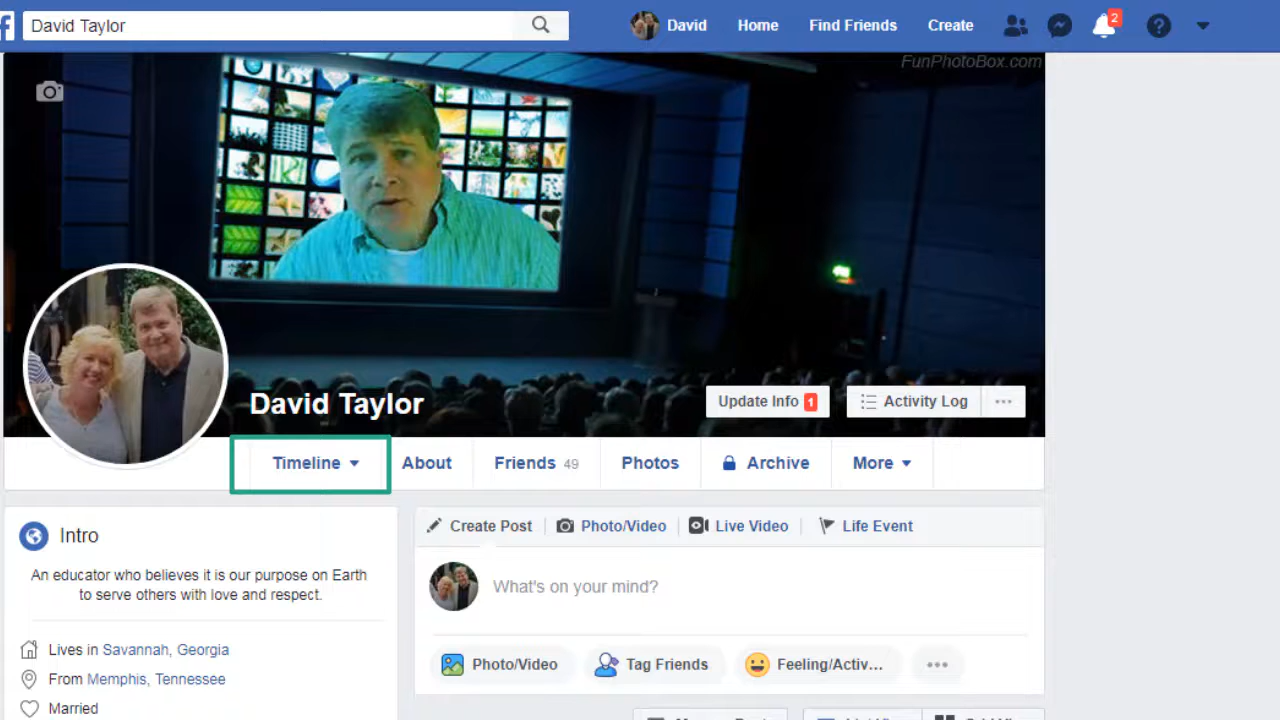 David Taylor
David
Home
Find Friends
Create
2
FunPhotoBox.com
David Taylor
Update Info 1
Activity Log
Timeline
About
Friends 49
Photos
Archive
More
Intro
An educator who believes it is our purpose on Earth
to serve others with love and respect.
Lives in Savannah, Georgia
From Memphis, Tennessee
Married
Create Post
Photo/Video
Live Video
Life Event
What's on your mind?
Photo/Video
Tag Friends
Feeling/Activ...